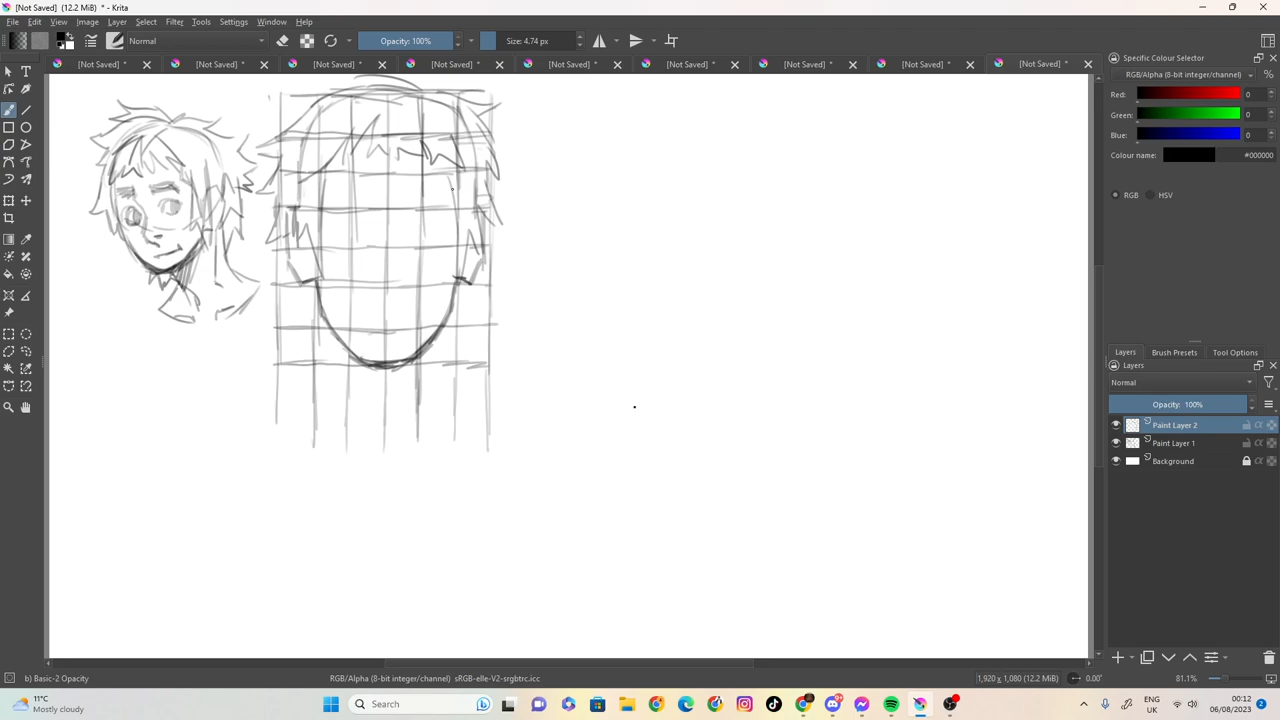 [Not Saved] (12.2 MiB) * - Krita
File Edit View Image Layer Select Filter Tools Settings Window Help
Normal Opacity: 100% Size: 4.74 px
[Not Saved] * [Not Saved] * [Not Saved] * [Not Saved] * [Not Saved] * [Not Saved] * [Not Saved] * [Not Saved] * [Not Saved] *
Specific Colour Selector
RGB/Alpha (8-bit integer/channel) %
Red: 0
Green: 0
Blue: 0
Colour name: #000000
RGB HSV
Layers Brush Presets Tool Options
Layers
Normal
Opacity: 100%
Paint Layer 2
Paint Layer 1
Background
b) Basic-2 Opacity RGB/Alpha (8-bit integer/channel) sRGB-elle-V2-srgbtrc.icc 1,920 x 1,080 (12.2 MiB) 0.00° 81.1%
11°C
Mostly cloudy
Search
ENG
UK
00:12
06/08/2023